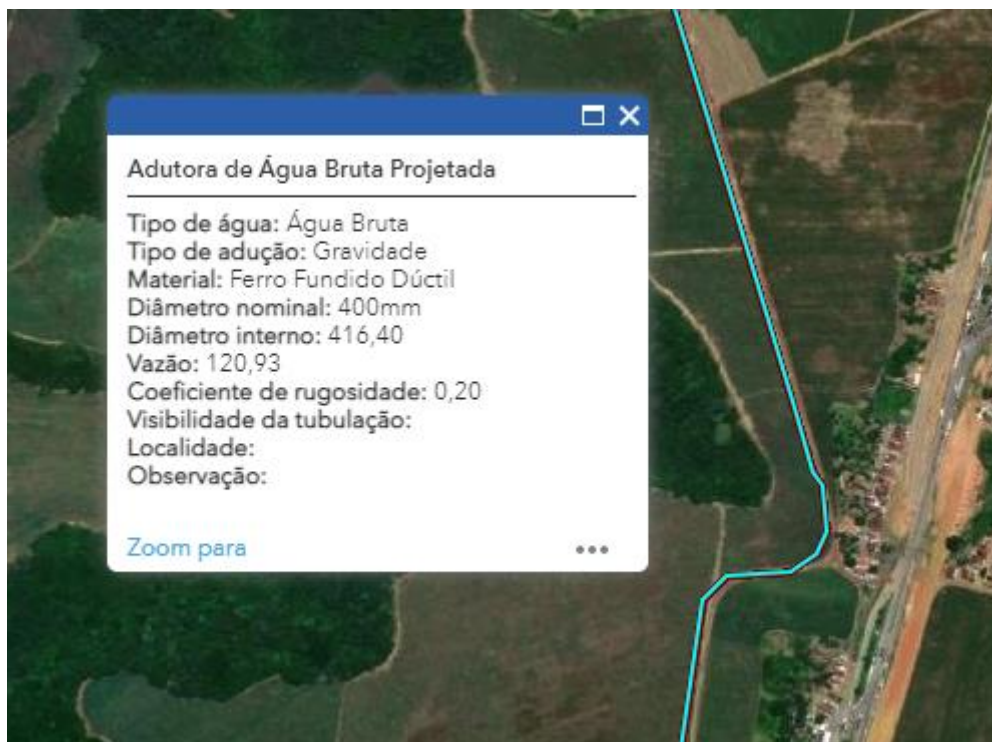 Adutora de Água Bruta Projetada
Tipo de água: Água Bruta
Tipo de adução: Gravidade
Material: Ferro Fundido Dúctil
Diâmetro nominal: 400mm
Diâmetro interno: 416,40
Vazão: 120,93
Coeficiente de rugosidade: 0,20
Visibilidade da tubulação:
Localidade:
Observação:
Zoom para